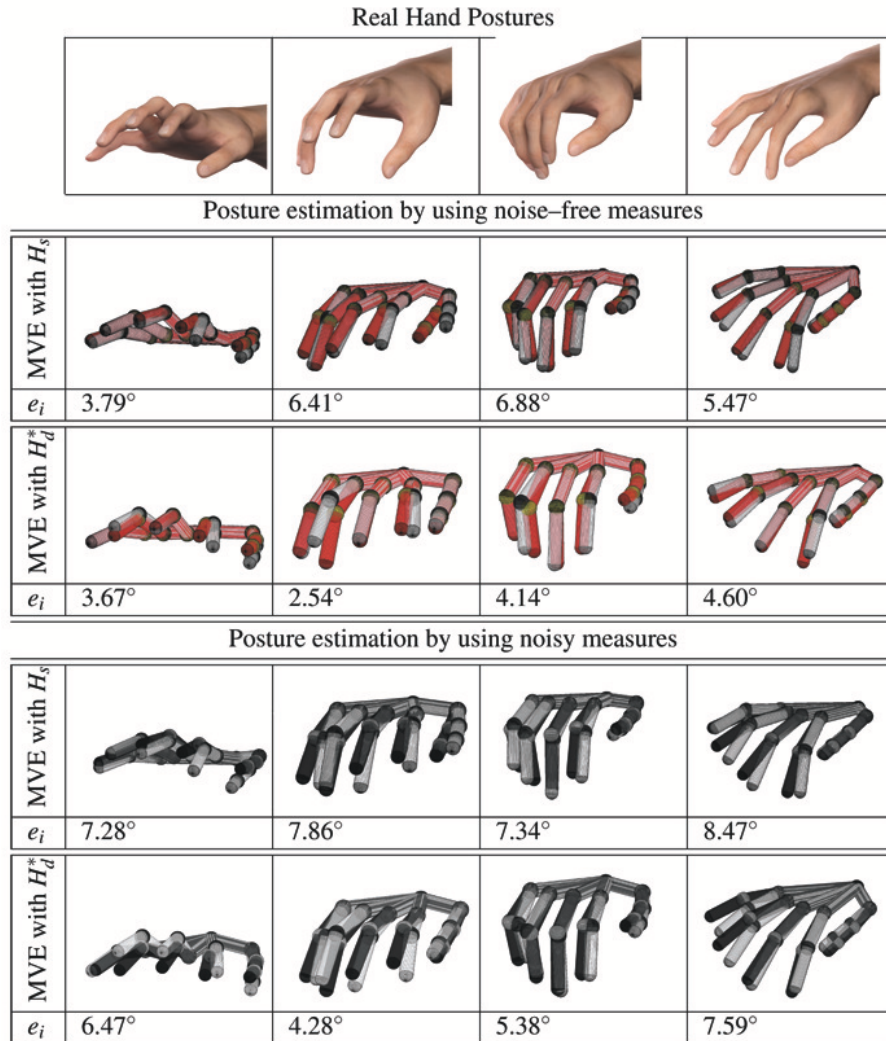 Real Hand Postures
Posture estimation by using noise–free measures
MVE with H_s
e_i 3.79° 6.41° 6.88° 5.47°
MVE with H_d^*
e_i 3.67° 2.54° 4.14° 4.60°
Posture estimation by using noisy measures
MVE with H_s
e_i 7.28° 7.86° 7.34° 8.47°
MVE with H_d^*
e_i 6.47° 4.28° 5.38° 7.59°